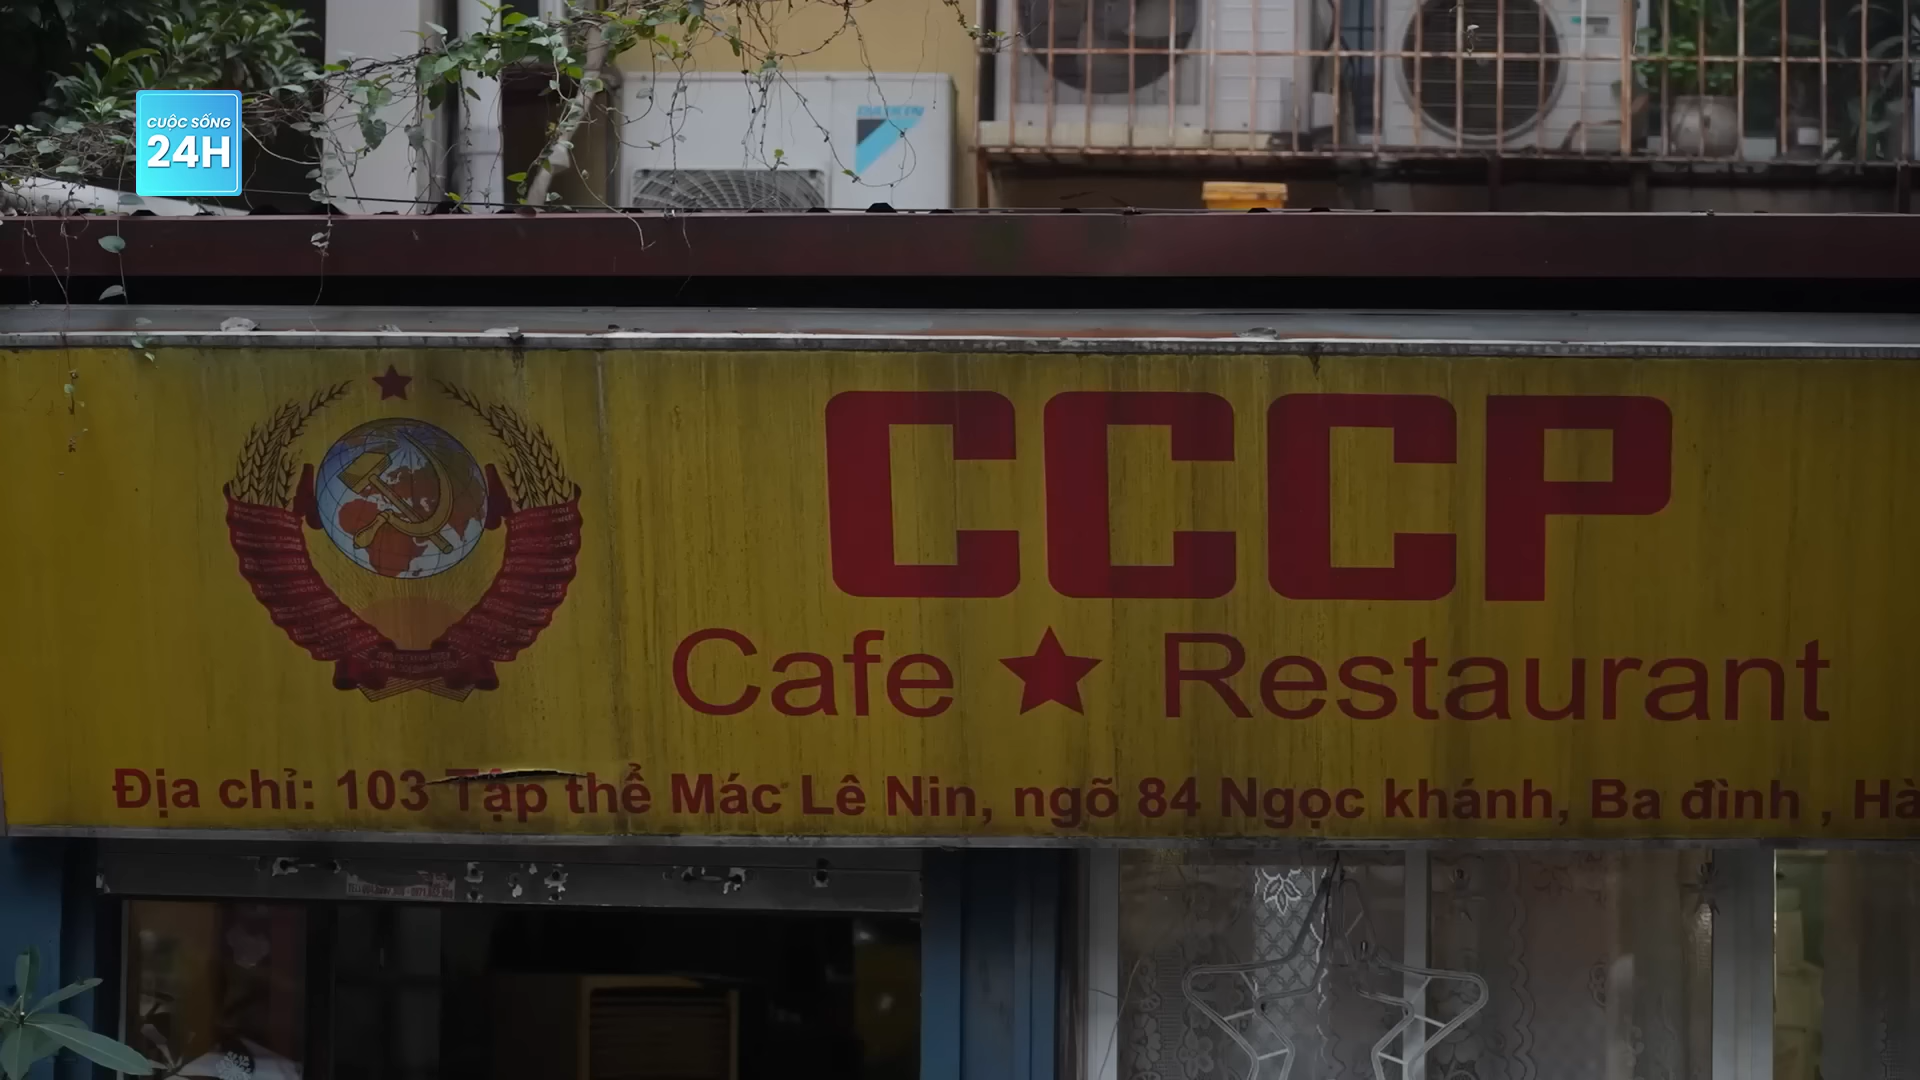 CUỘC SỐNG
24H
DAIKIN
CCCP
Cafe ★ Restaurant
Địa chỉ: 103 Tập thể Mác Lê Nin, ngõ 84 Ngọc khánh, Ba đình , Hà